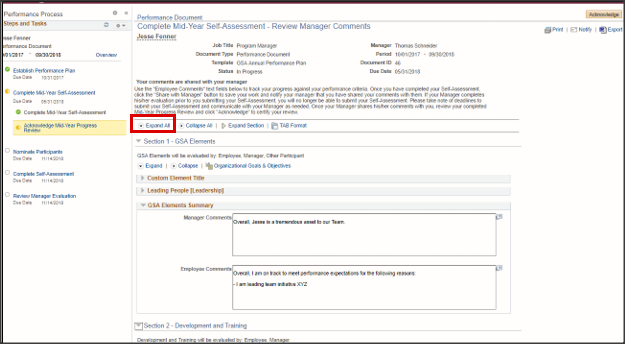 Performance Process
Steps and Tasks
Jesse Fenner
Performance Document
10/01/2017 - 09/30/2018 Overview
Establish Performance Plan
Due Date 10/31/2017
Complete Mid-Year Self-Assessment
Due Date 05/31/2018
Complete Mid-Year Self-Assessment
Acknowledge Mid-Year Progress
Review
Nominate Participants
Due Date 11/14/2018
Complete Self-Assessment
Due Date 11/14/2018
Review Manager Evaluation
Due Date 11/14/2018
Acknowledge
Performance Document
Complete Mid-Year Self-Assessment - Review Manager Comments
Print | Notify | Export
Jesse Fenner
Job Title Program Manager Manager Thomas Schneider
Document Type Performance Document Period 10/01/2017 - 09/30/2018
Template GSA Annual Performance Plan Document ID 46
Status In Progress Due Date 05/31/2018
Your comments are shared with your manager
Use the "Employee Comments" text fields below to track your progress against your performance criteria. Once you have completed your Self-Assessment,
click the "Share with Manager" button to save your work and notify your manager that you have shared your comments with them. If your Manager completes
his/her evaluation prior to you submitting your Self-Assessment, you will no longer be able to submit your Self-Assessment. Please take note of deadlines to
submit your Self-Assessment and communicate with your Manager as needed. Once your Manager shares his/her comments with you, review your completed
Mid-Year Progress Review and click "Acknowledge" to certify your review.
Expand All | Collapse All | Expand Section | TAB Format
Section 1 - GSA Elements
GSA Elements will be evaluated by: Employee, Manager, Other Participant
Expand | Collapse | Organizational Goals & Objectives
Custom Element Title
Leading People [Leadership]
GSA Elements Summary
Manager Comments Overall, Jesse is a tremendous asset to our Team.
Employee Comments Overall, I am on track to meet performance expectations for the following reasons:
- I am leading team initiative XYZ
Section 2 - Development and Training
Development and Training will be evaluated by: Employee, Manager